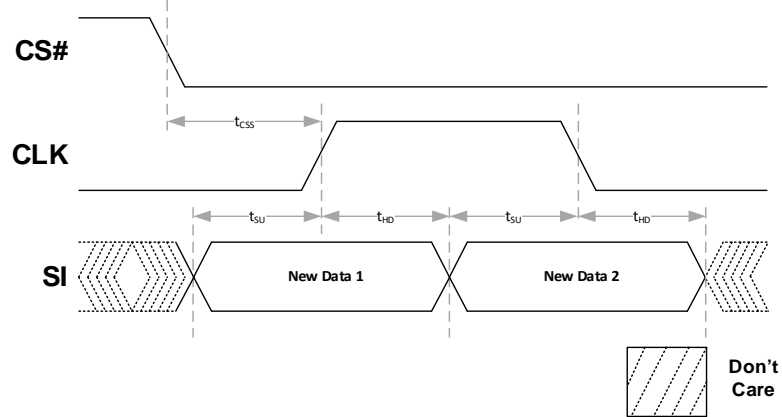 CS#
tCSS
CLK
tSU tHD tSU tHD
SI New Data 1 New Data 2
Don't
Care